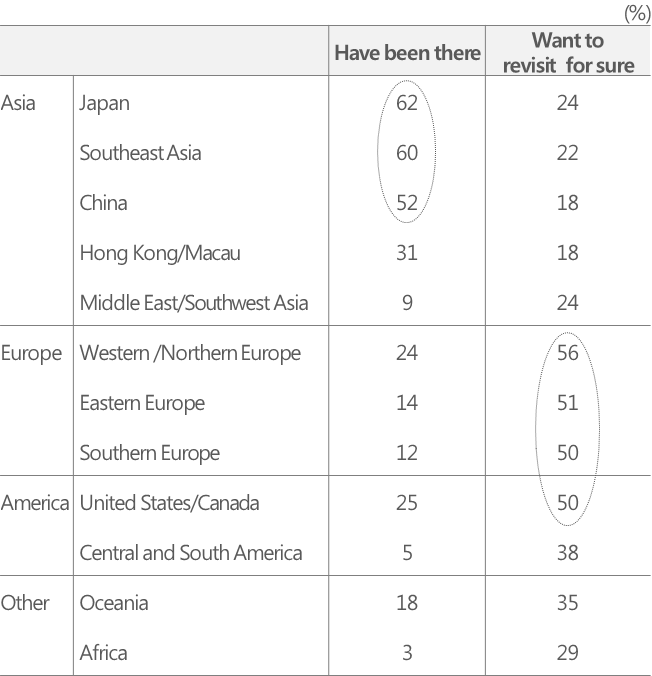 (%)
Have been there
Want to
revisit for sure
Asia Japan 62 24
Southeast Asia 60 22
China 52 18
Hong Kong/Macau 31 18
Middle East/Southwest Asia 9 24
Europe Western /Northern Europe 24 56
Eastern Europe 14 51
Southern Europe 12 50
America United States/Canada 25 50
Central and South America 5 38
Other Oceania 18 35
Africa 3 29